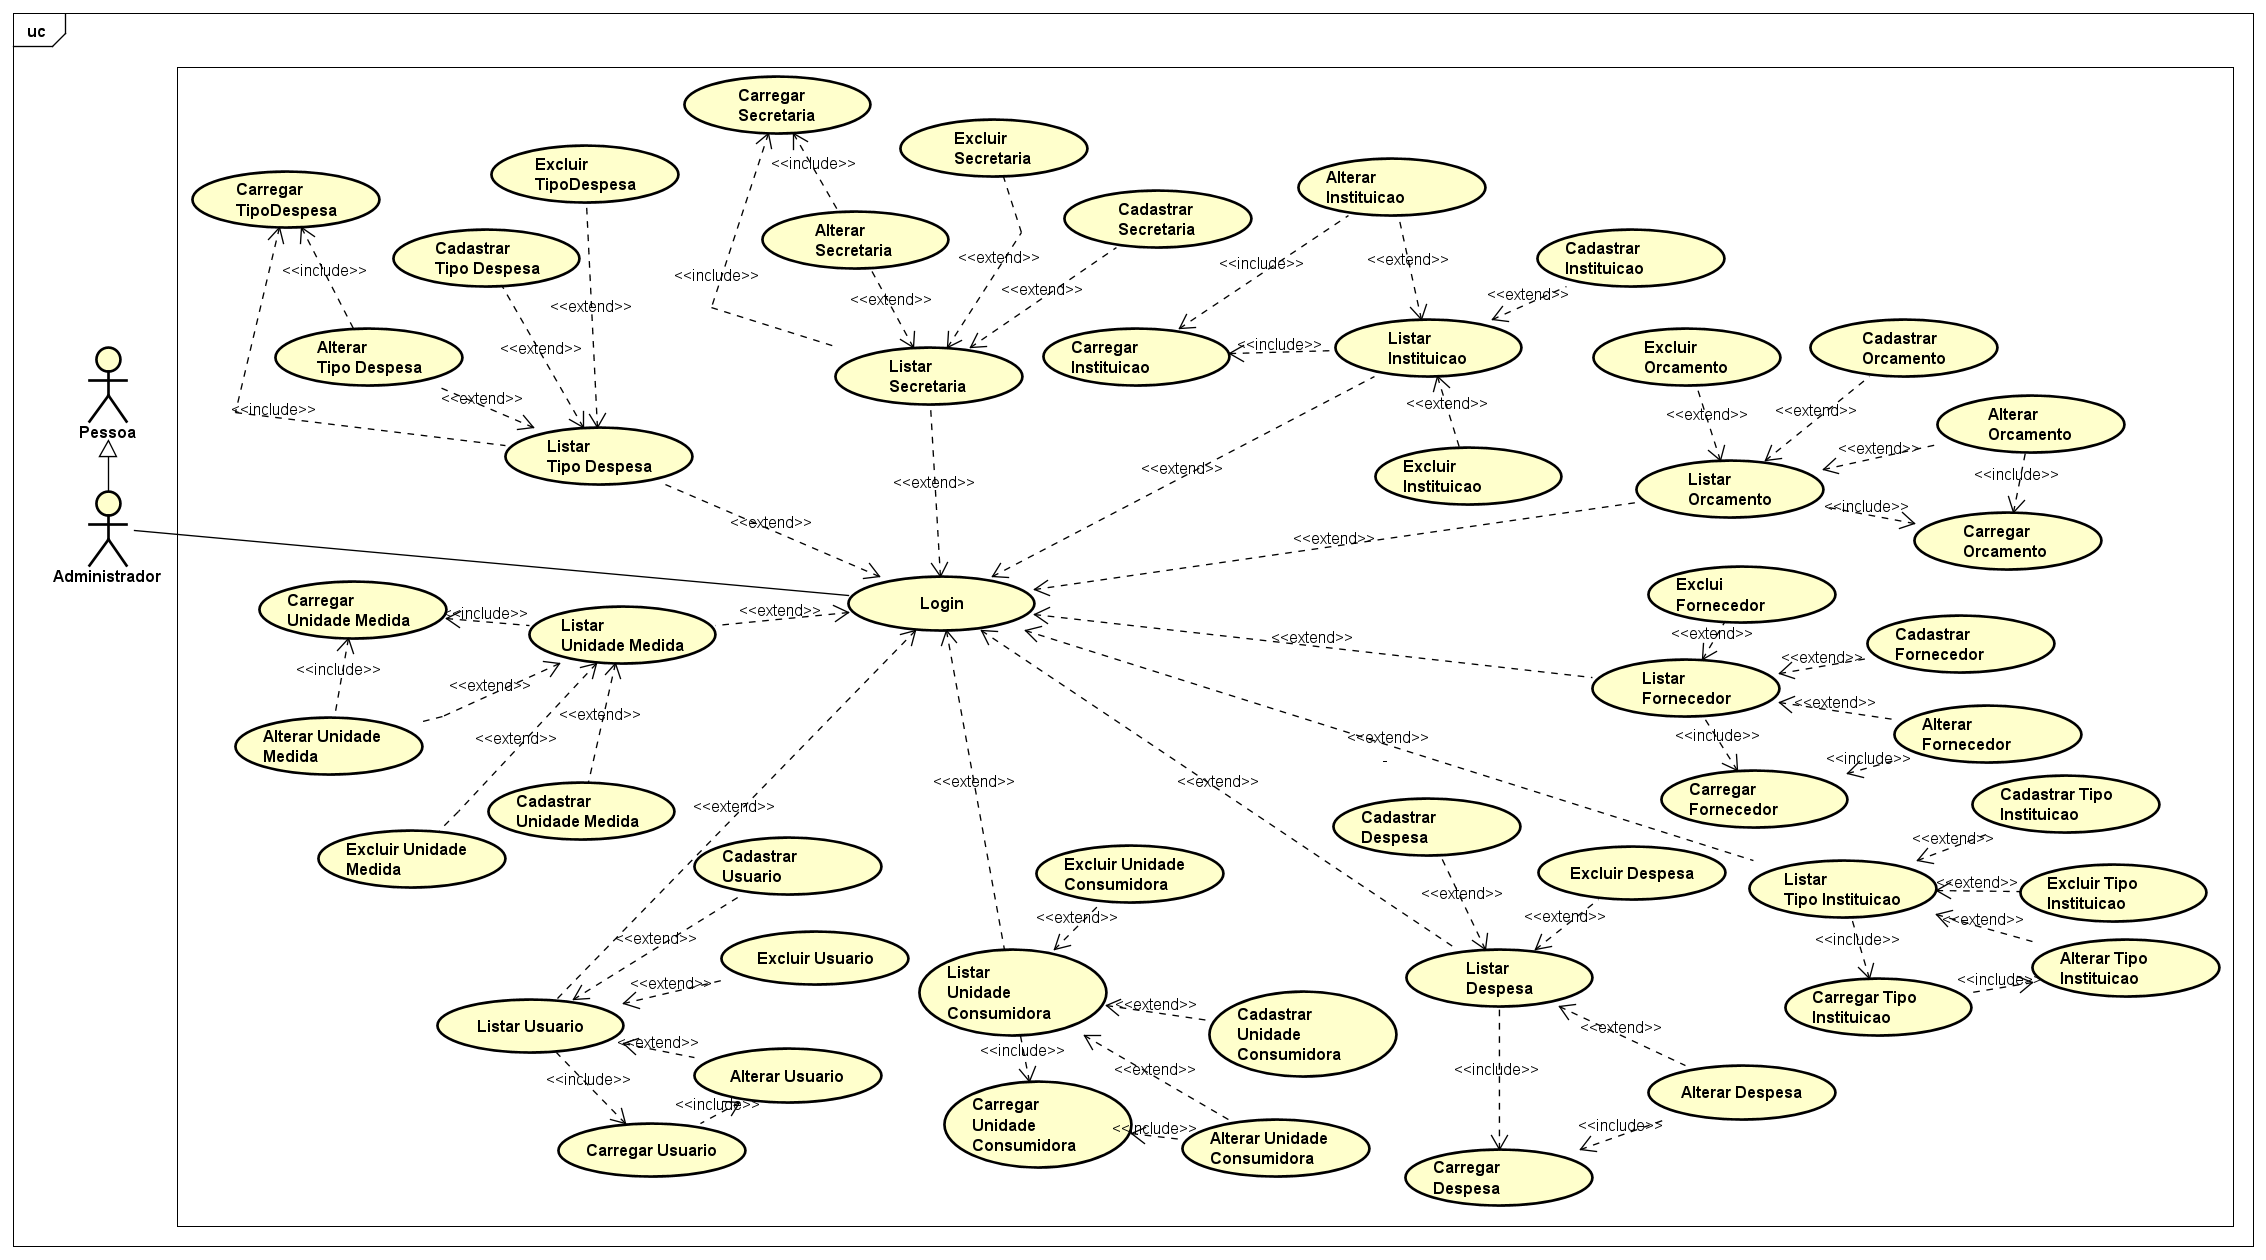 uc
Carregar
Secretaria
Excluir
Secretaria
Excluir
TipoDespesa
<<include>>
Alterar
Instituicao
Carregar
TipoDespesa
Cadastrar
Secretaria
Alterar
Secretaria
Cadastrar
Tipo Despesa
Cadastrar
Instituicao
<<include>>
<<include>>
<<extend>>
<<include>>
<<extend>>
<<extend>>
<<extend>>
<<extend>>
<<extend>>
<<extend>>
Alterar
Tipo Despesa
<<extend>>
Listar
Secretaria
Carregar
Instituicao
<<include>>
Listar
Instituicao
Excluir
Orcamento
Cadastrar
Orcamento
<<include>>
<<extend>>
<<extend>>
<<extend>>
<<extend>>
Alterar
Orcamento
Pessoa
Listar
Tipo Despesa
<<extend>>
<<extend>>
Excluir
Instituicao
<<extend>>
<<include>>
Listar
Orcamento
<<include>>
<<extend>>
<<extend>>
Carregar
Orcamento
Administrador
Carregar
Unidade Medida
<<include>>
Listar
Unidade Medida
<<extend>>
Login
Exclui
Fornecedor
<<extend>>
<<extend>>
Cadastrar
Fornecedor
<<include>>
<<extend>>
<<extend>>
Listar
Fornecedor
<<extend>>
<<extend>>
<<extend>>
<<include>>
<<extend>>
-
Alterar
Fornecedor
Alterar Unidade
Medida
<<include>>
<<extend>>
<<extend>>
Carregar
Fornecedor
Cadastrar Tipo
Instituicao
Cadastrar
Unidade Medida
<<extend>>
Cadastrar
Despesa
<<extend>>
Excluir Unidade
Medida
Cadastrar
Usuario
Excluir Unidade
Consumidora
Excluir Despesa
Listar
Tipo Instituicao
<<extend>>
Excluir Tipo
Instituicao
<<extend>>
<<extend>>
<<extend>>
<<extend>>
<<extend>>
<<include>>
Excluir Usuario
Alterar Tipo
Instituicao
<<extend>>
Listar
Unidade
Consumidora
Listar
Despesa
<<include>>
Carregar Tipo
Instituicao
<<extend>>
Cadastrar
Unidade
Consumidora
Listar Usuario
<<extend>>
<<extend>>
<<include>>
<<extend>>
<<include>>
<<include>>
Alterar Usuario
Alterar Despesa
<<include>>
Carregar
Unidade
Consumidora
<<include>>
<<include>>
Alterar Unidade
Consumidora
Carregar Usuario
Carregar
Despesa